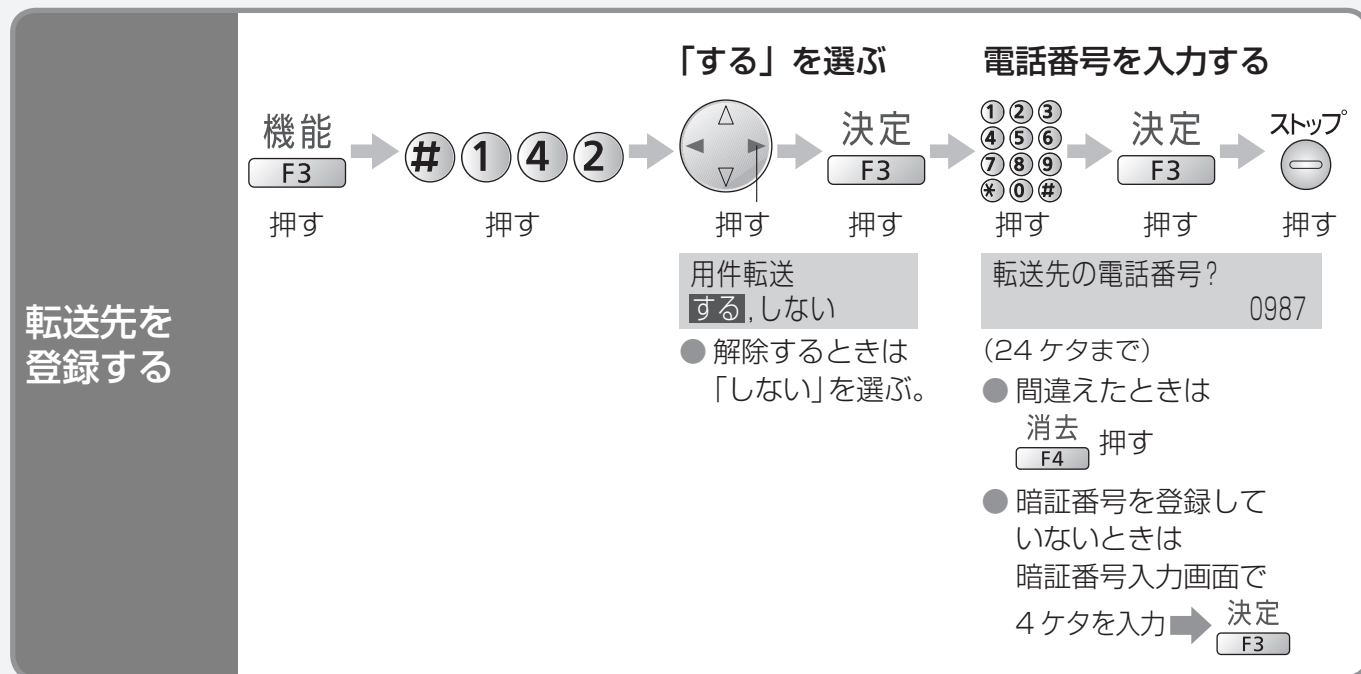 転送先を
登録する
機能
F3
押す
#142
押す
「する」を選ぶ
押す
決定
F3
押す
用件転送
する,しない
● 解除するときは
「しない」を選ぶ。
電話番号を入力する
1 2 3
4 5 6
7 8 9
* 0 #
押す
決定
F3
押す
ストップ
押す
転送先の電話番号?
0987
(24 ケタまで)
● 間違えたときは
消去
F4 押す
● 暗証番号を登録して
いないときは
暗証番号入力画面で
4 ケタを入力 決定
F3